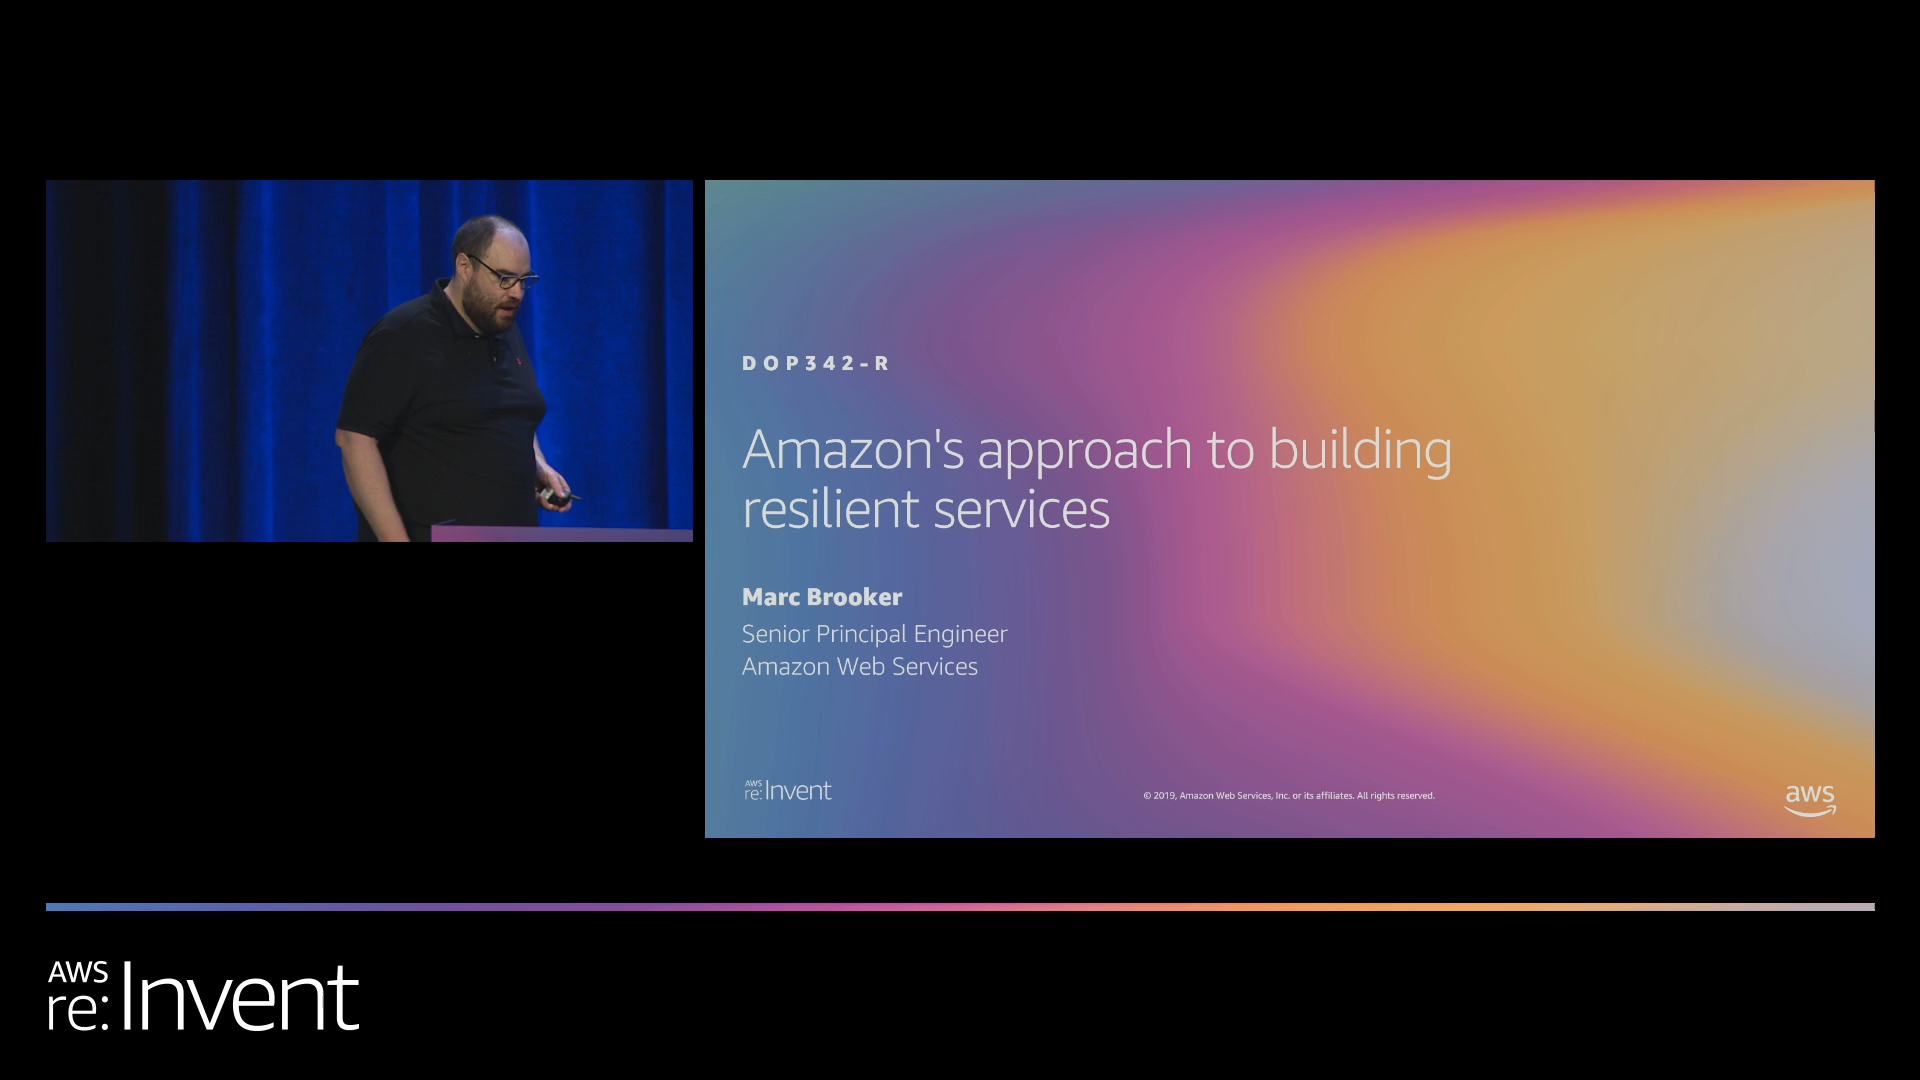 DOP342-R
Amazon's approach to building
resilient services
Marc Brooker
Senior Principal Engineer
Amazon Web Services
AWS
re:Invent
© 2019, Amazon Web Services, Inc. or its affiliates. All rights reserved.
aws
AWS
re:Invent